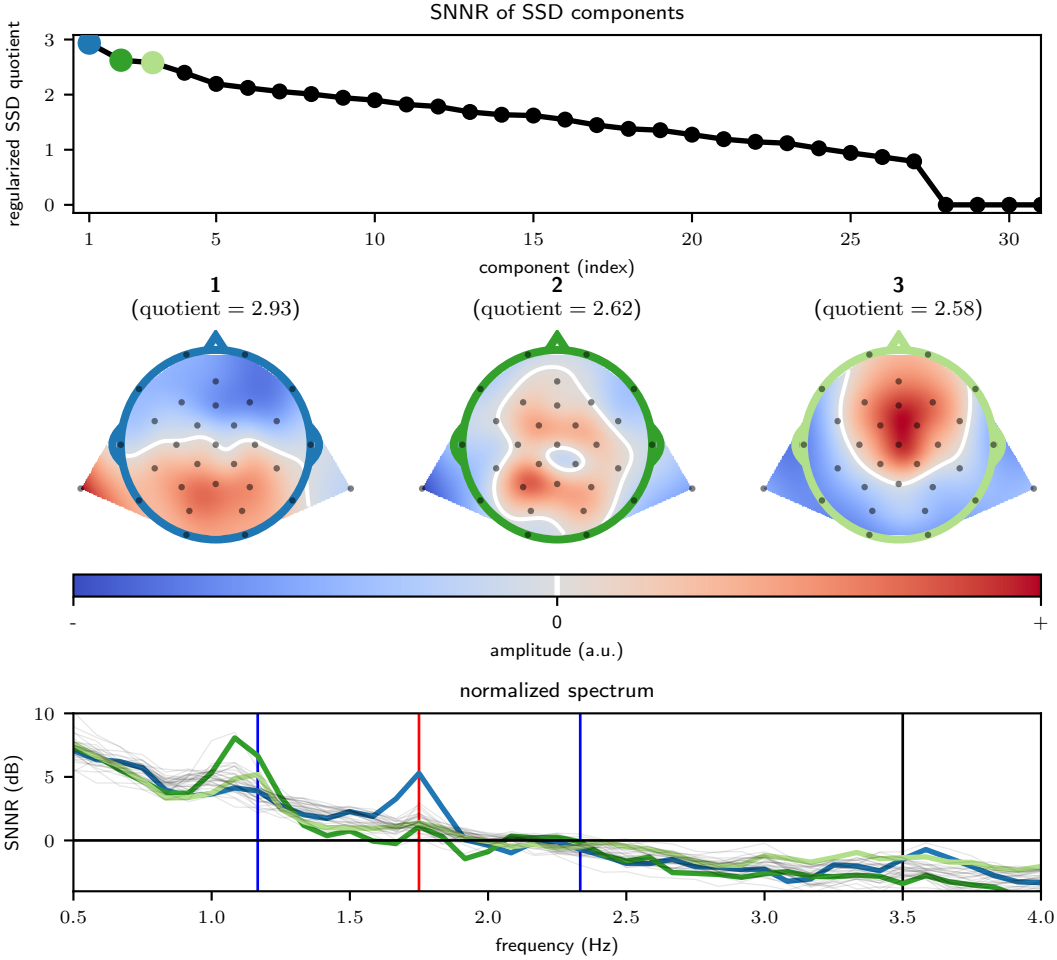 SNNR of SSD components
regularized SSD quotient
3
2
1
0
1 5 10 15 20 25 30
component (index)
1 2 3
(quotient = 2.93) (quotient = 2.62) (quotient = 2.58)
- 0 +
amplitude (a.u.)
normalized spectrum
SNNR (dB)
10
5
0
0.5 1.0 1.5 2.0 2.5 3.0 3.5 4.0
frequency (Hz)